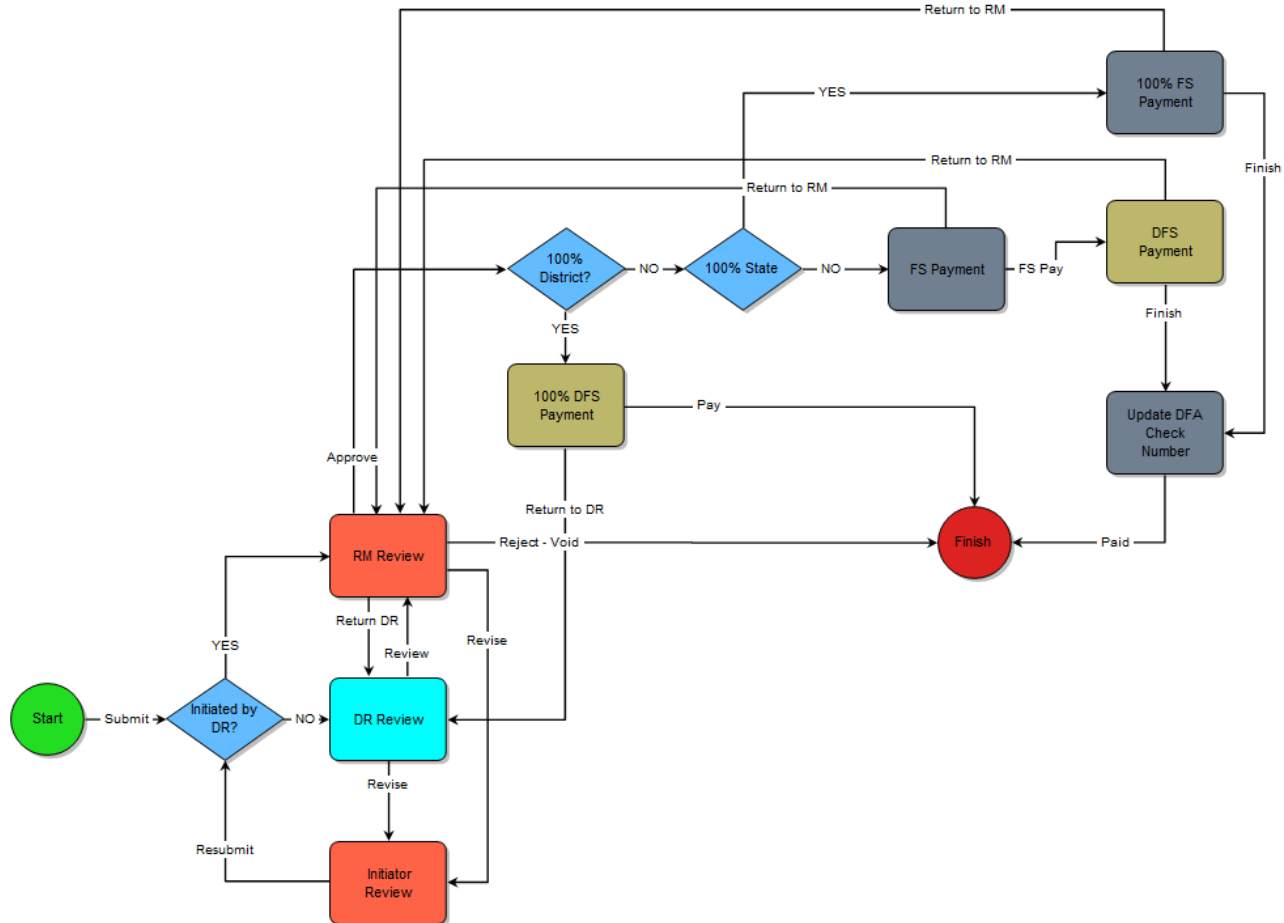 Return to RM
100% FS
Payment
YES
Return to RM
Finish
Return to RM
100%
District?
NO
100% State
NO
FS Payment
FS Pay
DFS
Payment
YES
Finish
100% DFS
Payment
Pay
Update DFA
Check
Number
Approve
Return to DR
RM Review
Reject - Void
Finish
Paid
Return DR
YES
Revise
Review
Start
Submit
Initiated by
DR?
NO
DR Review
Revise
Resubmit
Initiator
Review